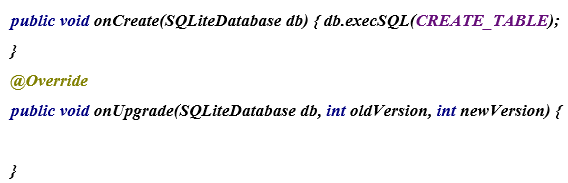 public void onCreate(SQLiteDatabase db) { db.execSQL(CREATE_TABLE);
}
@Override
public void onUpgrade(SQLiteDatabase db, int oldVersion, int newVersion) {
}